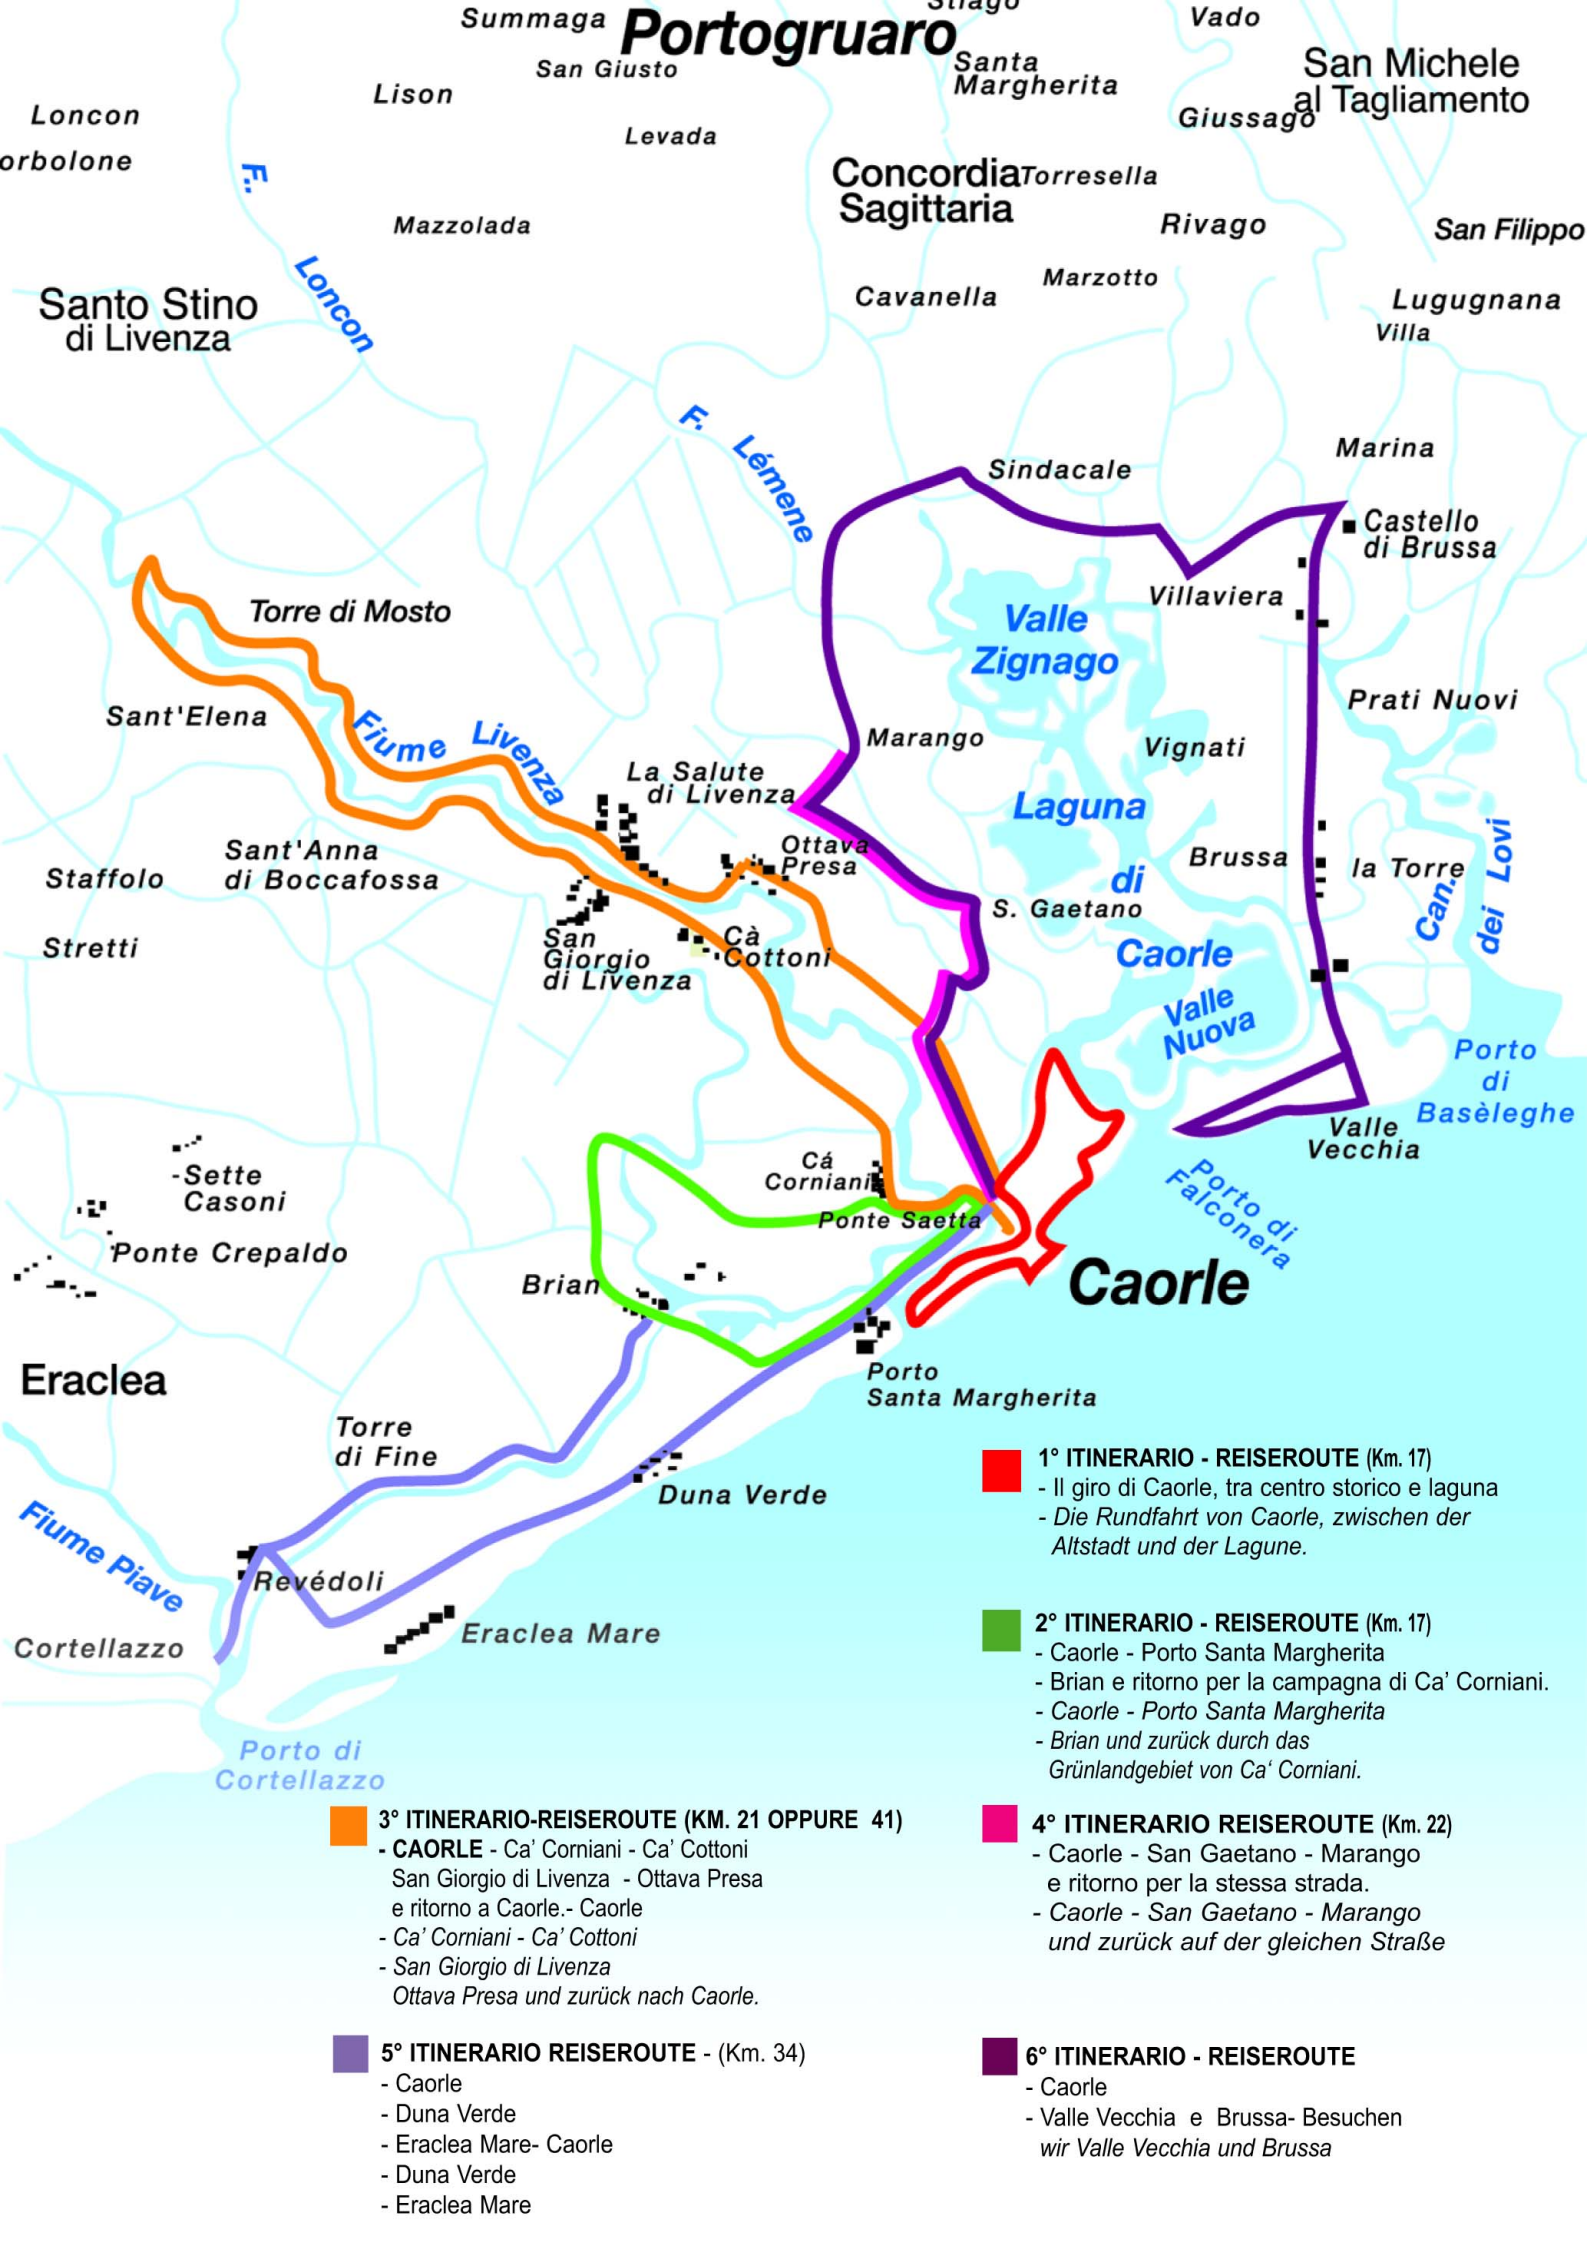 Summaga
Portogruaro
Stiago
Vado
San Giusto
Santa
Margherita
San Michele
al Tagliamento
Lison
Loncon
Giussago
Levada
orbolone
F..
Concordia
Sagittaria
Torresella
Mazzolada
Rivago
San Filippo
Loncon
Marzotto
Cavanella
Lugugnana
Villa
Santo Stino
di Livenza
F. Lémene
Sindacale
Marina
Castello
di Brussa
Villaviera
Torre di Mosto
Valle
Zignago
Sant'Elena
Prati Nuovi
Fiume Livenza
Marango
Vignati
La Salute
di Livenza
Laguna
di
Caorle
Ottava
Presa
Brussa
la Torre
Can.
dei Lovi
Sant'Anna
di Boccafossa
Staffolo
S. Gaetano
Stretti
San
Giorgio
di Livenza
Cà
Cottoni
Valle
Nuova
Porto
di
Basèleghe
Valle
Vecchia
Cá
Corniani
-Sette
Casoni
Porto di
Falconera
Ponte Saetta
Ponte Crepaldo
Brian
Caorle
Eraclea
Porto
Santa Margherita
Torre
di Fine
Duna Verde
Fiume Piave
Revédoli
Eraclea Mare
Cortellazzo
Porto di
Cortellazzo
1° ITINERARIO - REISEROUTE (Km. 17)
- Il giro di Caorle, tra centro storico e laguna
- Die Rundfahrt von Caorle, zwischen der
Altstadt und der Lagune.
2° ITINERARIO - REISEROUTE (Km. 17)
- Caorle - Porto Santa Margherita
- Brian e ritorno per la campagna di Ca’ Corniani.
- Caorle - Porto Santa Margherita
- Brian und zurück durch das
Grünlandgebiet von Ca‘ Corniani.
3° ITINERARIO-REISEROUTE (KM. 21 OPPURE 41)
- CAORLE - Ca’ Corniani - Ca’ Cottoni
San Giorgio di Livenza - Ottava Presa
e ritorno a Caorle.- Caorle
- Ca’ Corniani - Ca’ Cottoni
- San Giorgio di Livenza
Ottava Presa und zurück nach Caorle.
4° ITINERARIO REISEROUTE (Km. 22)
- Caorle - San Gaetano - Marango
e ritorno per la stessa strada.
- Caorle - San Gaetano - Marango
und zurück auf der gleichen Straße
5° ITINERARIO REISEROUTE - (Km. 34)
- Caorle
- Duna Verde
- Eraclea Mare- Caorle
- Duna Verde
- Eraclea Mare
6° ITINERARIO - REISEROUTE
- Caorle
- Valle Vecchia e Brussa- Besuchen
wir Valle Vecchia und Brussa